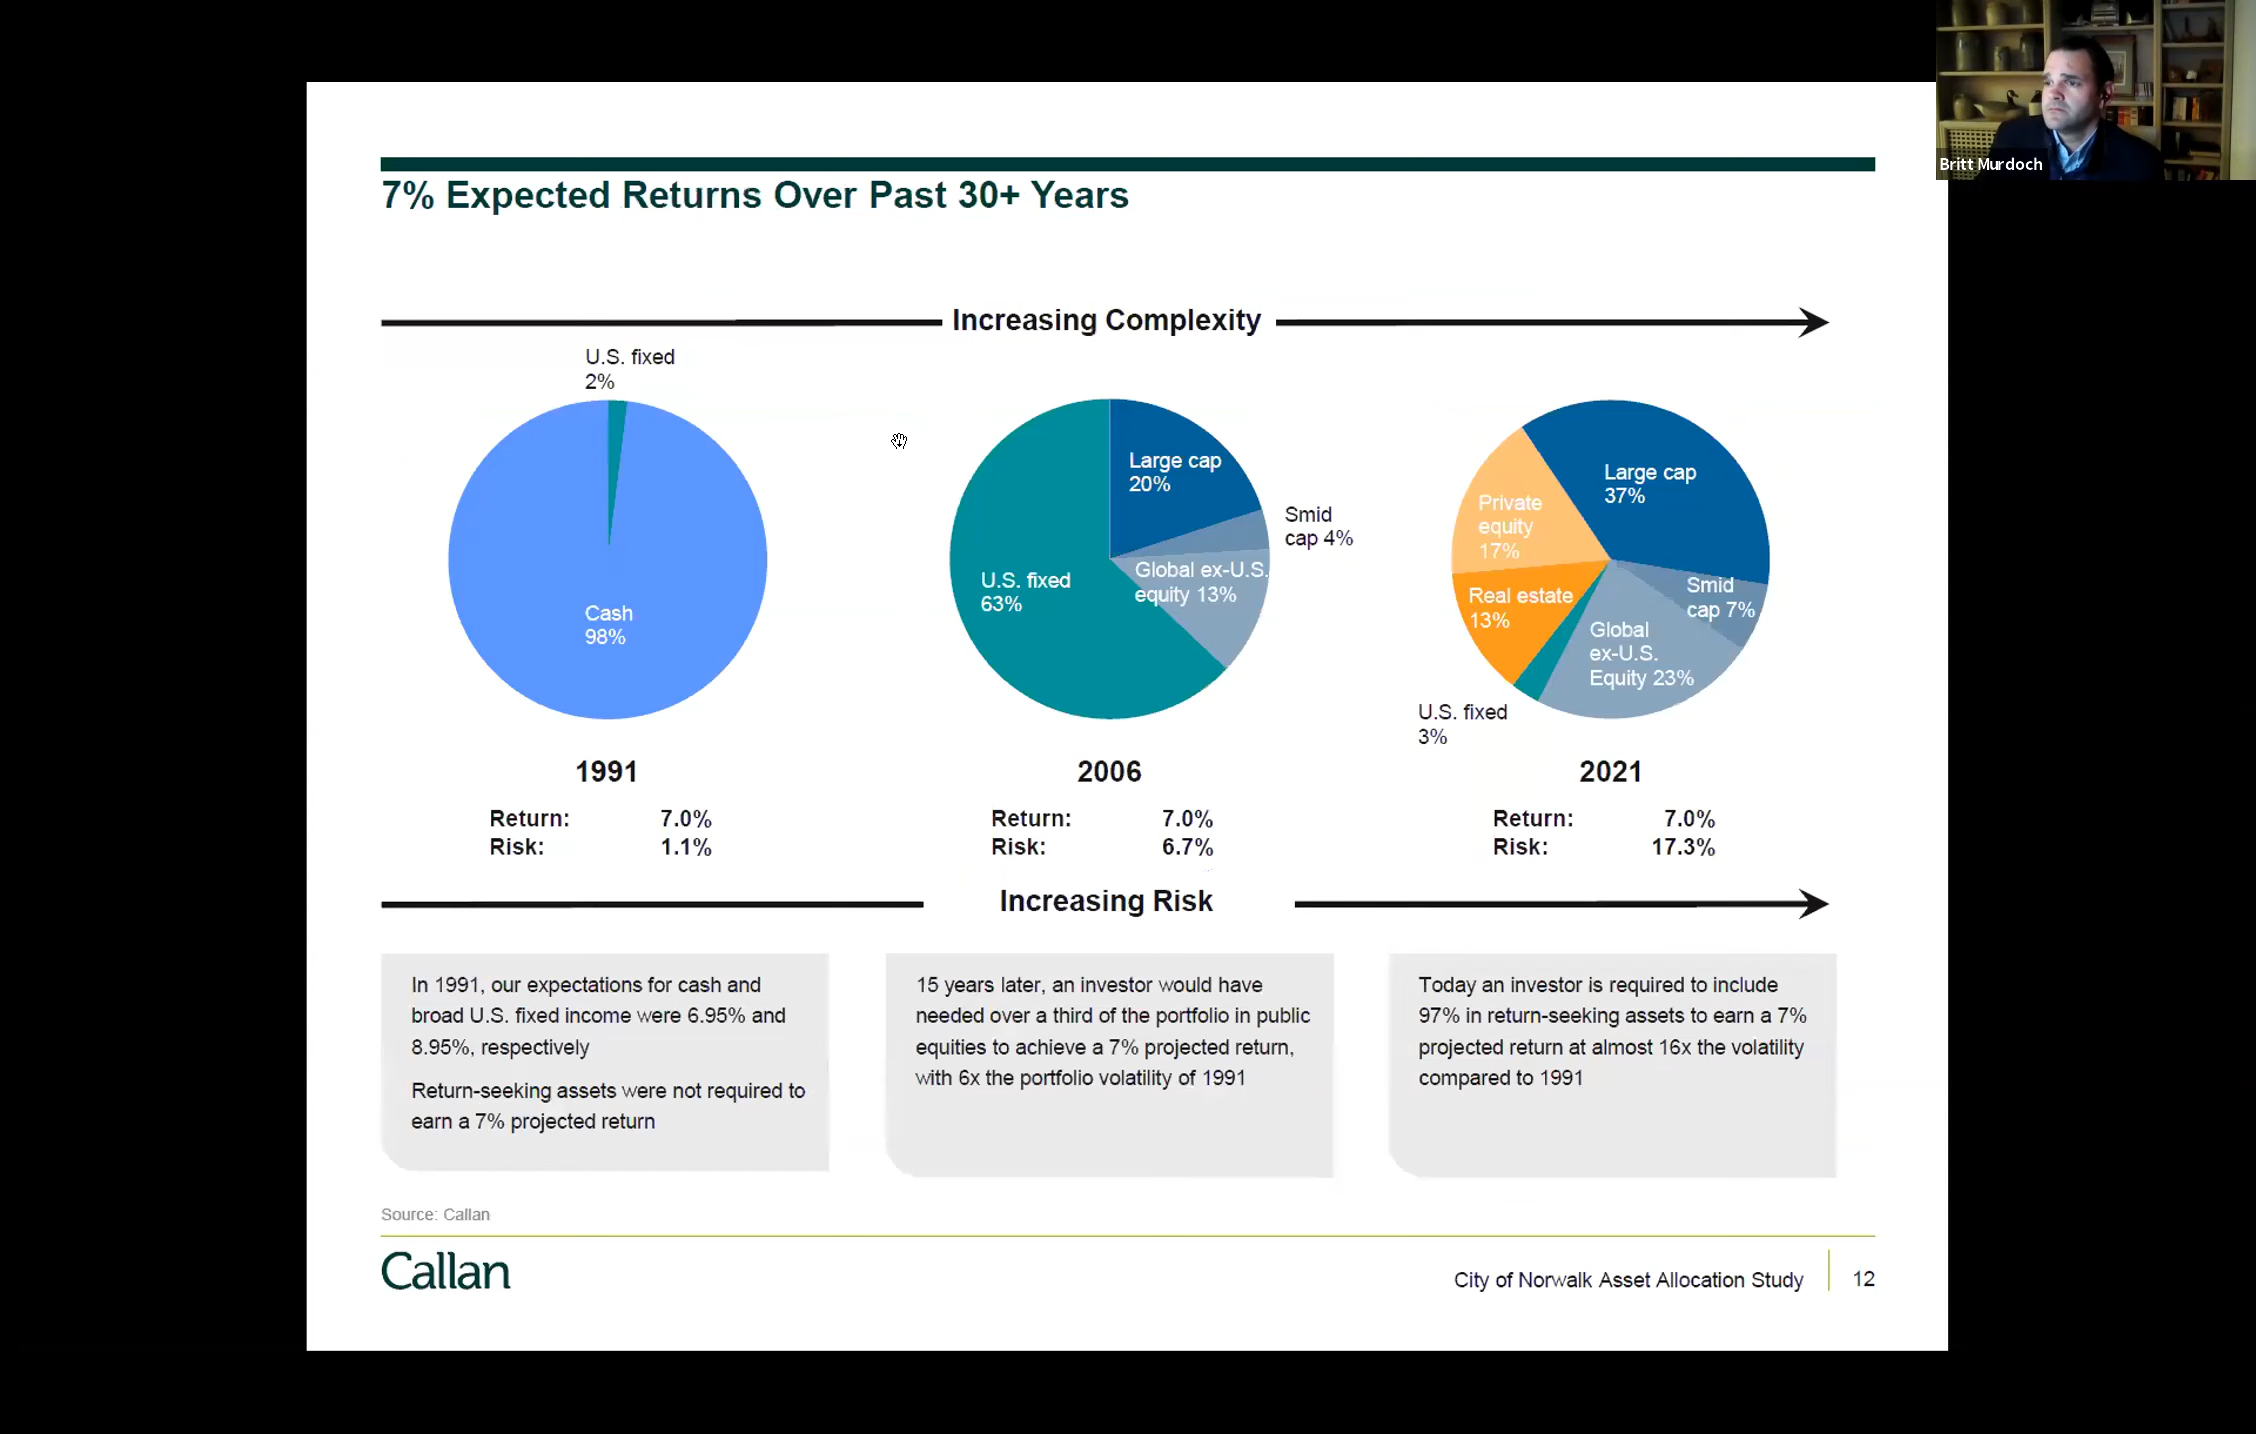 Britt Murdoch
7% Expected Returns Over Past 30+ Years
Increasing Complexity
U.S. fixed
2%
Cash
98%
Large cap
20%
Smid
cap 4%
Global ex-U.S.
equity 13%
U.S. fixed
63%
Large cap
37%
Private
equity
17%
Real estate
13%
Smid
cap 7%
Global
ex-U.S.
Equity 23%
U.S. fixed
3%
1991
Return: 7.0%
Risk: 1.1%
2006
Return: 7.0%
Risk: 6.7%
2021
Return: 7.0%
Risk: 17.3%
Increasing Risk
In 1991, our expectations for cash and
broad U.S. fixed income were 6.95% and
8.95%, respectively
Return-seeking assets were not required to
earn a 7% projected return
15 years later, an investor would have
needed over a third of the portfolio in public
equities to achieve a 7% projected return,
with 6x the portfolio volatility of 1991
Today an investor is required to include
97% in return-seeking assets to earn a 7%
projected return at almost 16x the volatility
compared to 1991
Source: Callan
Callan
City of Norwalk Asset Allocation Study 12